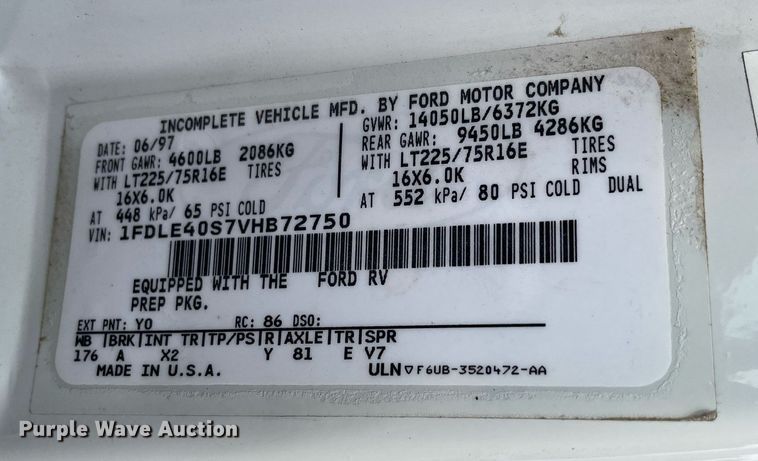 INCOMPLETE VEHICLE MFD. BY FORD MOTOR COMPANY
DATE: 06/97 GVWR: 14050LB/6372KG
FRONT GAWR: 4600LB 2086KG REAR GAWR: 9450LB 4286KG
WITH LT225/75R16E TIRES WITH LT225/75R16E TIRES
16X6.0K 16X6.0K RIMS
AT 448 kPa/ 65 PSI COLD AT 552 kPa/ 80 PSI COLD DUAL
VIN: 1FDLE40S7VHB72750
EQUIPPED WITH THE FORD RV
PREP PKG.
EXT PNT: YO RC: 86 DSO:
WB |BRK|INT TR|TP/PS|R|AXLE|TR|SPR
176 A X2 Y 81 E V7
MADE IN U.S.A. ULN ▽ F6UB-3520472-AA
Purple Wave Auction